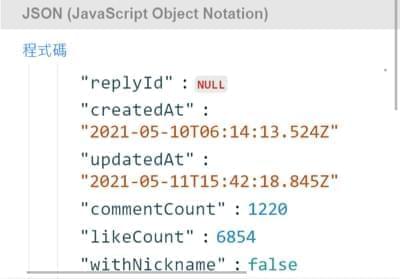 JSON (JavaScript Object Notation)
程式碼
"replyId" : NULL
"createdAt" :
"2021-05-10T06:14:13.524Z"
"updatedAt" :
"2021-05-11T15:42:18.845Z"
"commentCount" : 1220
"likeCount" : 6854
"withNickname" : false